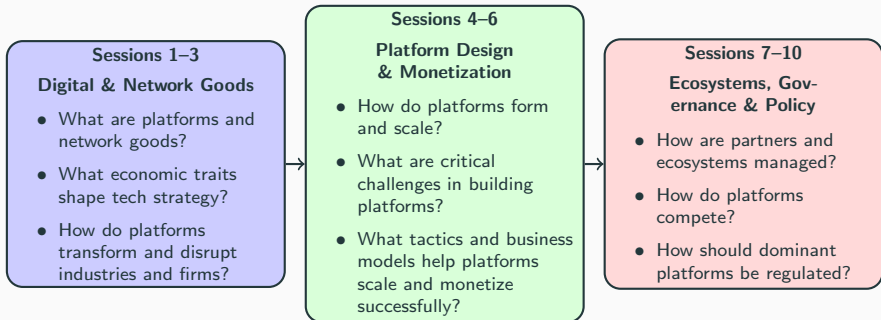 Sessions 1–3
Digital & Network Goods
• What are platforms and
network goods?
• What economic traits
shape tech strategy?
• How do platforms
transform and disrupt
industries and firms?
Sessions 4–6
Platform Design
& Monetization
• How do platforms form
and scale?
• What are critical
challenges in building
platforms?
• What tactics and business
models help platforms
scale and monetize
successfully?
Sessions 7–10
Ecosystems, Gov-
ernance & Policy
• How are partners and
ecosystems managed?
• How do platforms
compete?
• How should dominant
platforms be regulated?